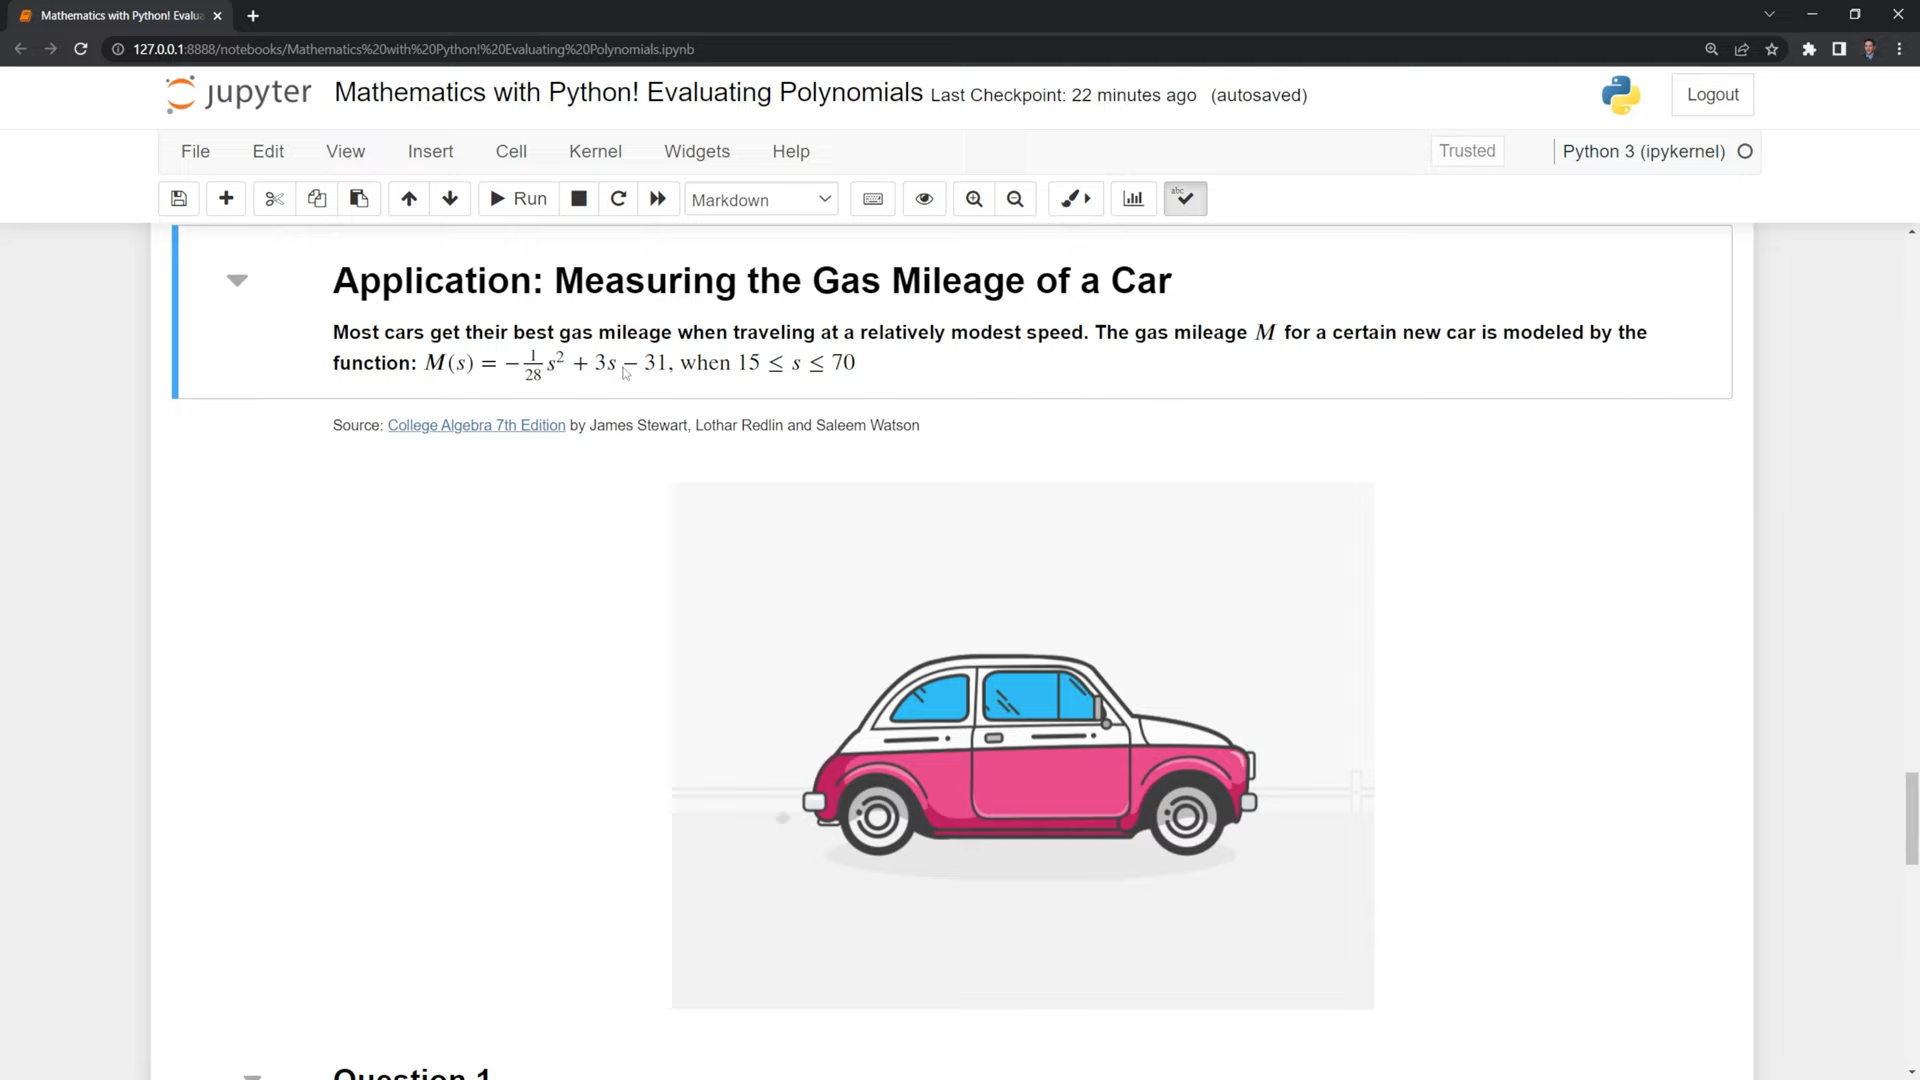 Mathematics with Python! Evalua
127.0.0.1:8888/notebooks/Mathematics%20with%20Python!%20Evaluating%20Polynomials.ipynb
jupyter Mathematics with Python! Evaluating Polynomials Last Checkpoint: 22 minutes ago (autosaved) Logout
File Edit View Insert Cell Kernel Widgets Help Trusted Python 3 (ipykernel)
Run Markdown abc
Application: Measuring the Gas Mileage of a Car
Most cars get their best gas mileage when traveling at a relatively modest speed. The gas mileage M for a certain new car is modeled by the
function: M(s) = −1/28 s² + 3s − 31, when 15 ≤ s ≤ 70
Source: College Algebra 7th Edition by James Stewart, Lothar Redlin and Saleem Watson
Question 1